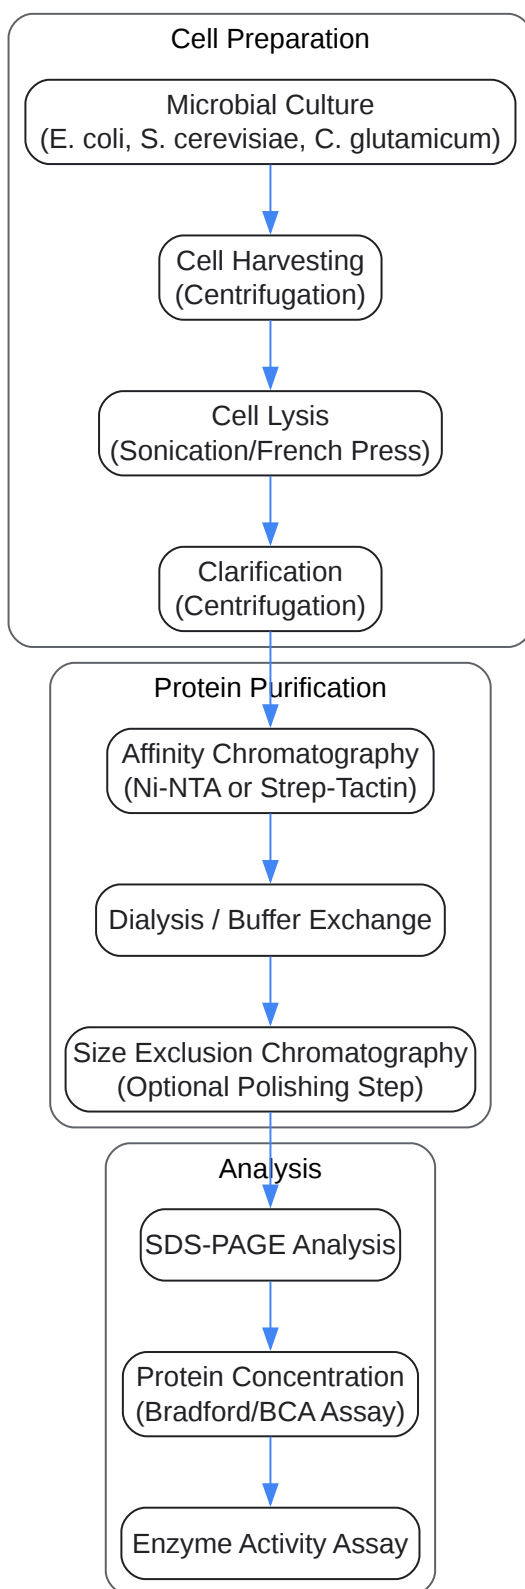 Cell Preparation
Microbial Culture
(E. coli, S. cerevisiae, C. glutamicum)
Cell Harvesting
(Centrifugation)
Cell Lysis
(Sonication/French Press)
Clarification
(Centrifugation)
Protein Purification
Affinity Chromatography
(Ni-NTA or Strep-Tactin)
Dialysis / Buffer Exchange
Size Exclusion Chromatography
(Optional Polishing Step)
Analysis
SDS-PAGE Analysis
Protein Concentration
(Bradford/BCA Assay)
Enzyme Activity Assay